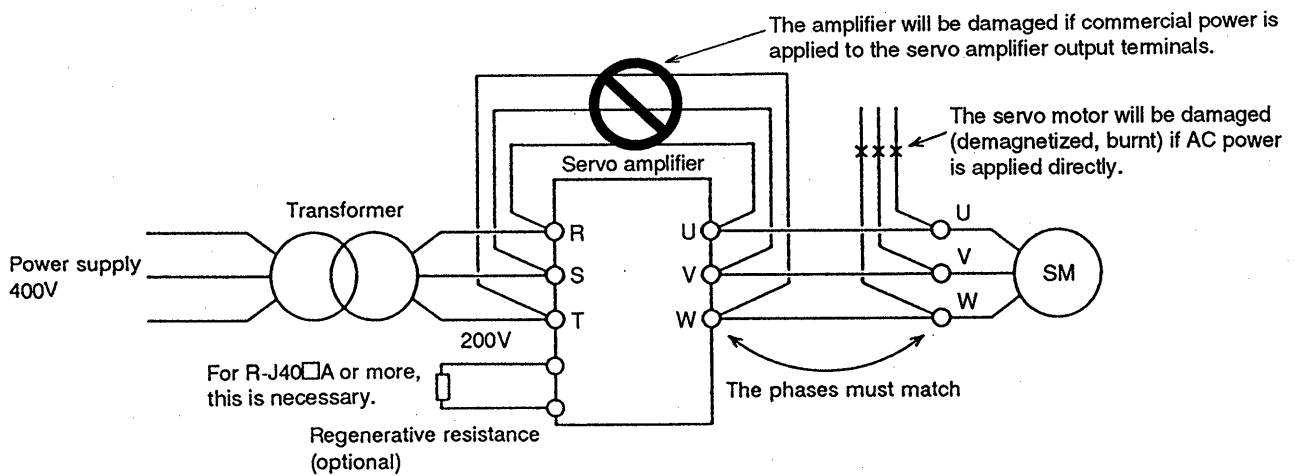 The amplifier will be damaged if commercial power is
applied to the servo amplifier output terminals.
The servo motor will be damaged
(demagnetized, burnt) if AC power
is applied directly.
Servo amplifier
Transformer
Power supply
400V
R
S
T
200V
U
V
W
U
V
W
SM
For R-J40□A or more,
this is necessary.
The phases must match
Regenerative resistance
(optional)